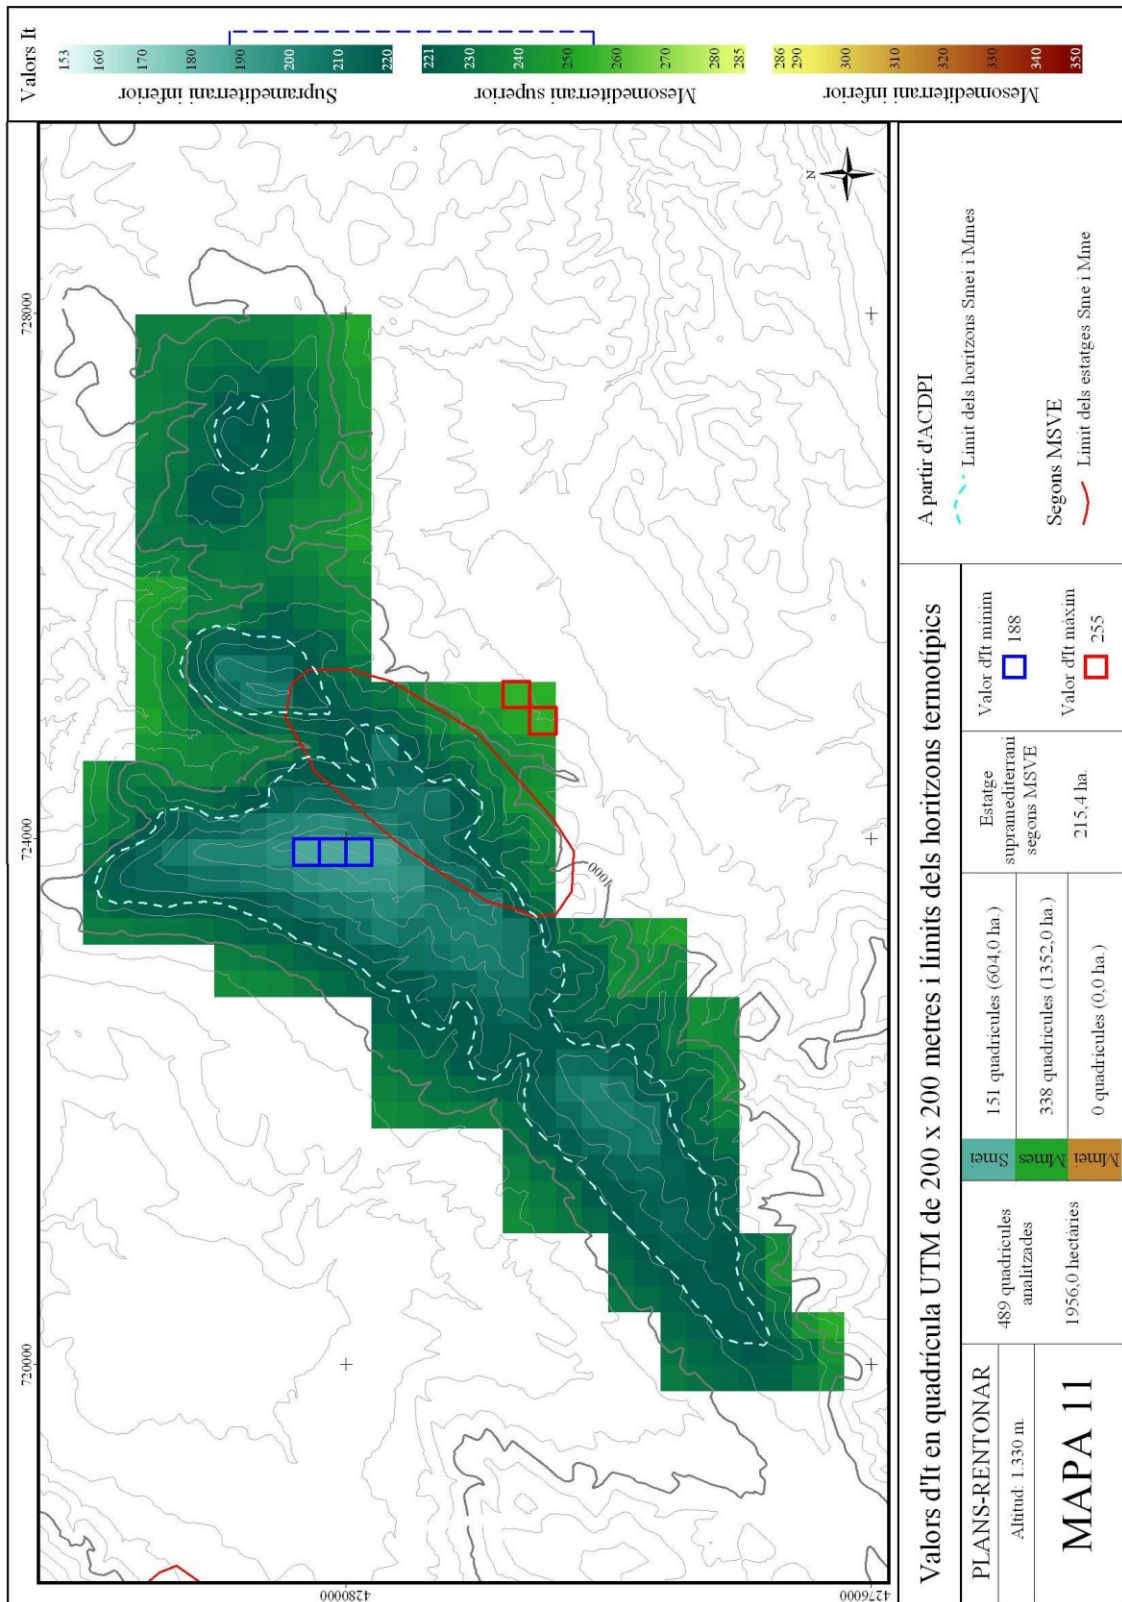 Valors It
153
160
170
180
190
200
210
220
Supramediterrani inferior
221
230
240
250
260
270
280
285
Mesomediterrani superior
286
290
300
310
320
330
340
350
Mesomediterrani inferior
720000
724000
728000
4280000
4276000
1000
N
Valors d'It en quadrícula UTM de 200 x 200 metres i límits dels horitzons termotípics
PLANS-RENTONAR
Altitud: 1.330 m.
MAPA 11
489 quadrícules
analitzades
1956,0 hectàries
Smei
151 quadrícules (604,0 ha.)
Mmes
338 quadrícules (1352,0 ha.)
Mmei
0 quadrícules (0,0 ha.)
Estatge
supramediterrani
segons MSVE
215,4 ha.
Valor d'It mínim
188
Valor d'It màxim
255
A partir d'ACDPI
Límit dels horitzons Smei i Mmes
Segons MSVE
Límit dels estatges Sme i Mme